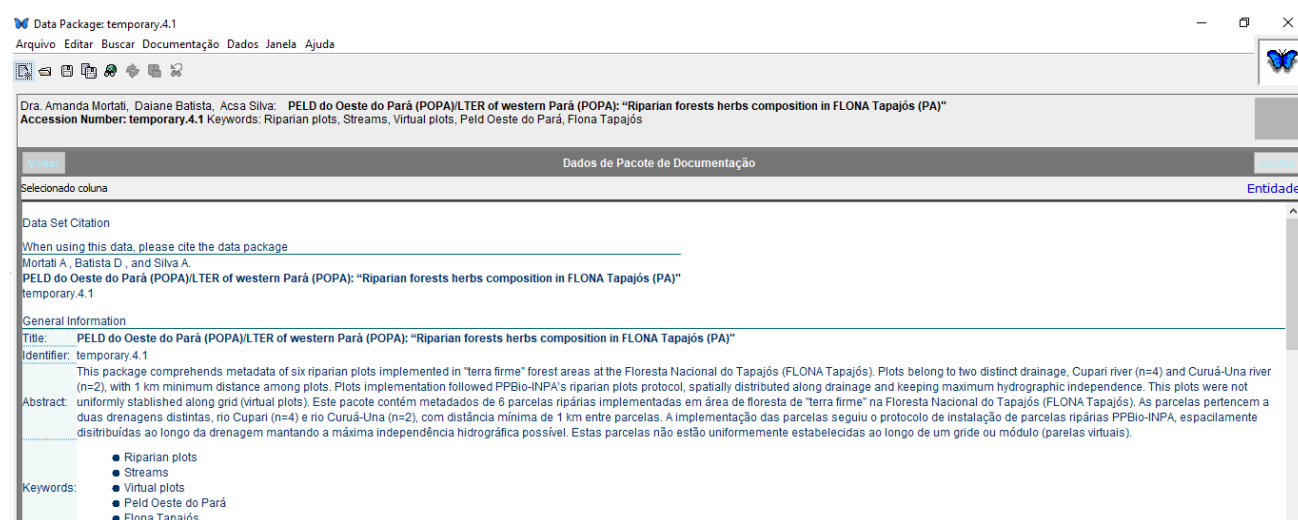 Data Package: temporary.4.1
Arquivo Editar Buscar Documentação Dados Janela Ajuda
Dra. Amanda Mortati, Daiane Batista, Acsa Silva: PELD do Oeste do Pará (POPA)/LTER of western Pará (POPA): “Riparian forests herbs composition in FLONA Tapajós (PA)"
Accession Number: temporary.4.1 Keywords: Riparian plots, Streams, Virtual plots, Peld Oeste do Pará, Flona Tapajós
Voltar Dados de Pacote de Documentação
Selecionado coluna Entidade
Data Set Citation
When using this data, please cite the data package
Mortati A , Batista D , and Silva A.
PELD do Oeste do Pará (POPA)/LTER of western Pará (POPA): “Riparian forests herbs composition in FLONA Tapajós (PA)"
temporary.4.1
General Information
Title: PELD do Oeste do Pará (POPA)/LTER of western Pará (POPA): “Riparian forests herbs composition in FLONA Tapajós (PA)"
Identifier: temporary.4.1
This package comprehends metadata of six riparian plots implemented in "terra firme" forest areas at the Floresta Nacional do Tapajós (FLONA Tapajós). Plots belong to two distinct drainage, Cupari river (n=4) and Curuá-Una river
(n=2), with 1 km minimum distance among plots. Plots implementation followed PPBio-INPA's riparian plots protocol, spatially distributed along drainage and keeping maximum hydrographic independence. This plots were not
Abstract: uniformly stablished along grid (virtual plots). Este pacote contém metadados de 6 parcelas ripárias implementadas em área de floresta de "terra firme" na Floresta Nacional do Tapajós (FLONA Tapajós). As parcelas pertencem a
duas drenagens distintas, rio Cupari (n=4) e rio Curuá-Una (n=2), com distância mínima de 1 km entre parcelas. A implementação das parcelas seguiu o protocolo de instalação de parcelas ripárias PPBio-INPA, espacilamente
disitribuídas ao longo da drenagem mantando a máxima independência hidrográfica possível. Estas parcelas não estão uniformemente estabelecidas ao longo de um gride ou módulo (parelas virtuais).
Riparian plots
Streams
Keywords: Virtual plots
Peld Oeste do Pará
Flona Tapajós